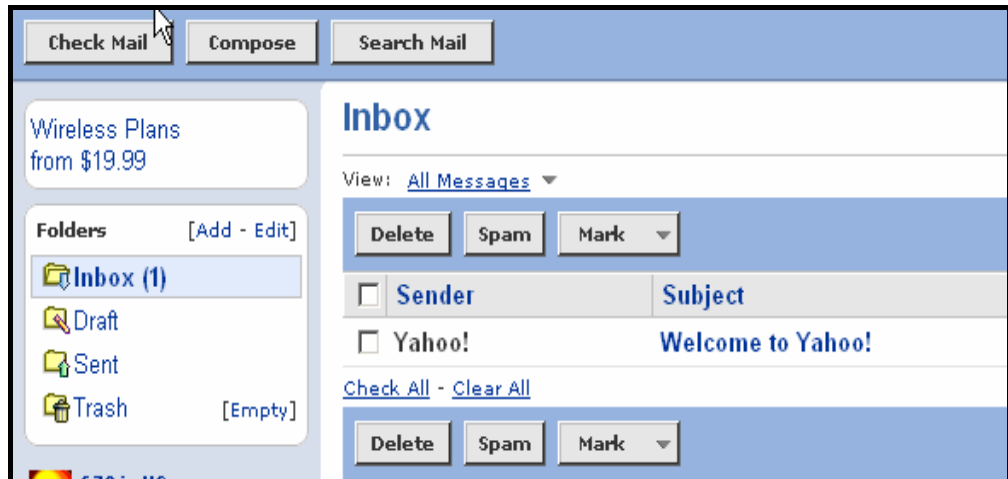 Check Mail Compose Search Mail
Wireless Plans
from $19.99
Folders [Add - Edit]
Inbox (1)
Draft
Sent
Trash [Empty]
Inbox
View: All Messages
Delete Spam Mark
Sender Subject
Yahoo! Welcome to Yahoo!
Check All - Clear All
Delete Spam Mark